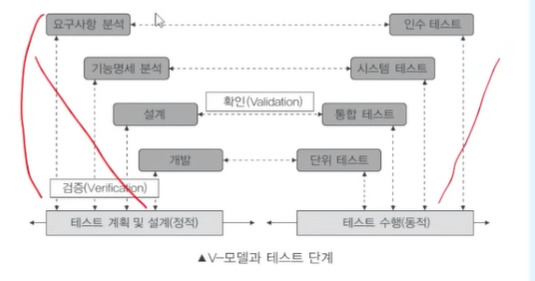 요구사항 분석
인수 테스트
기능명세 분석
시스템 테스트
확인(Validation)
설계
통합 테스트
개발
단위 테스트
검증(Verification)
테스트 계획 및 설계(정적)
테스트 수행(동적)
▲V-모델과 테스트 단계